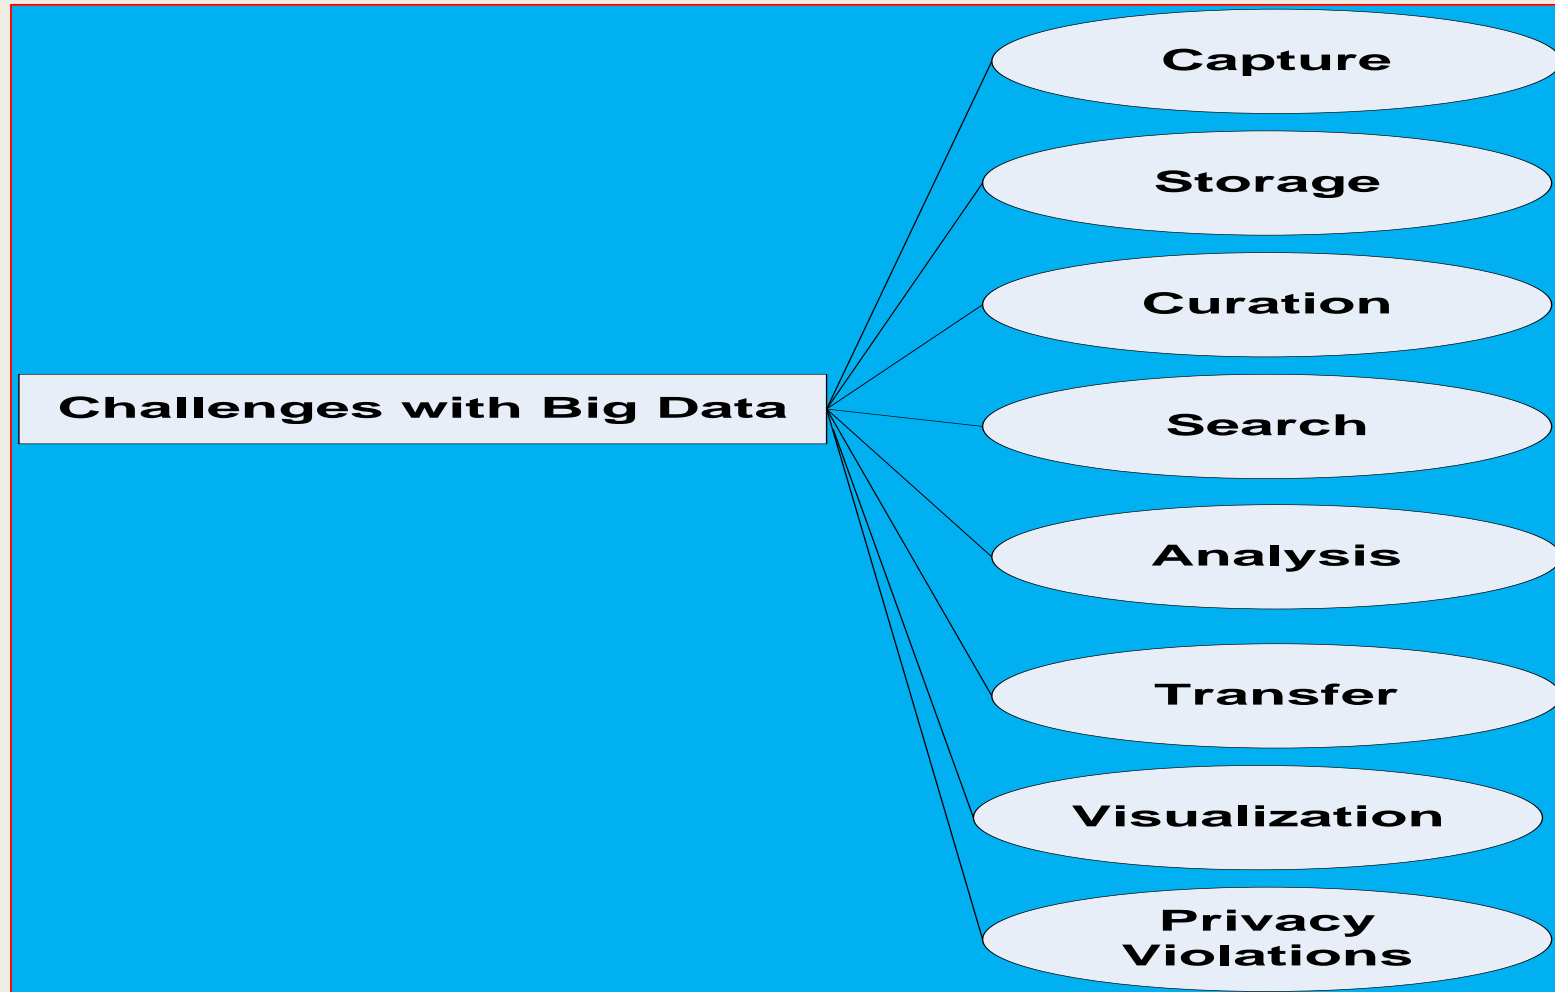 Capture
Storage
Curation
Challenges with Big Data
Search
Analysis
Transfer
Visualization
Privacy
Violations